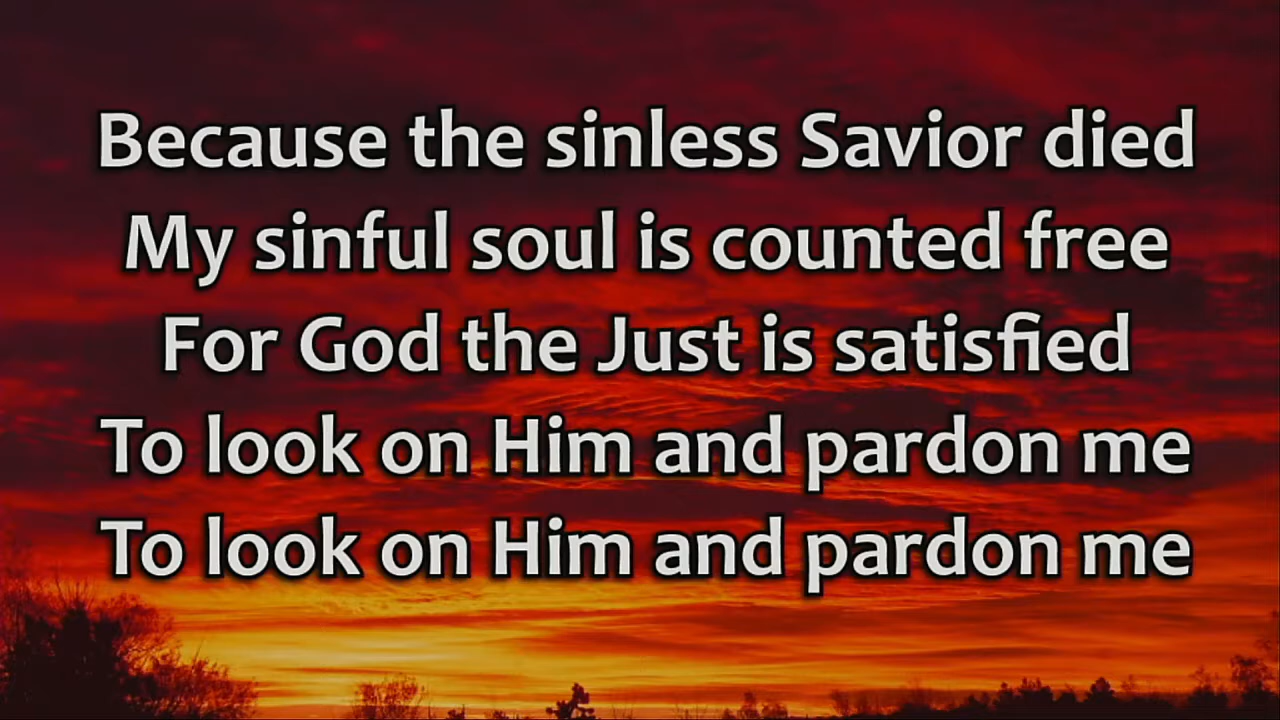 Because the sinless Savior died
My sinful soul is counted free
For God the Just is satisfied
To look on Him and pardon me
To look on Him and pardon me